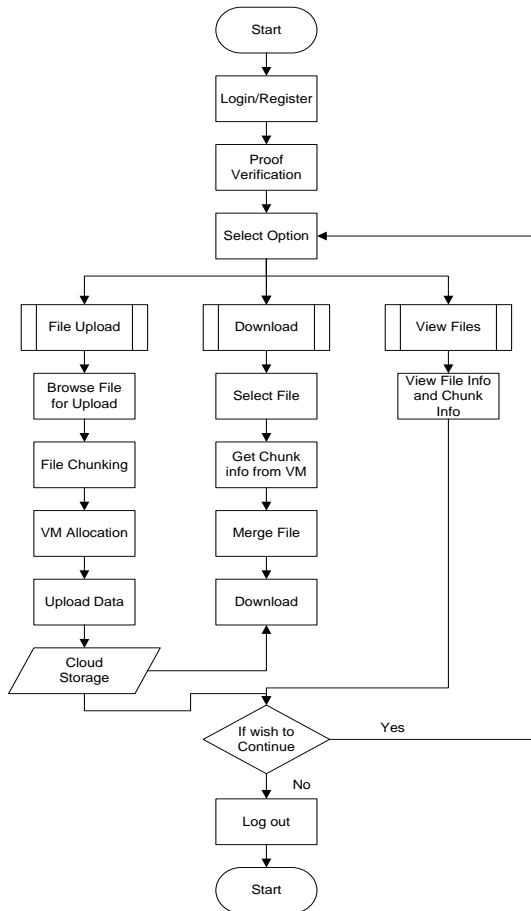 Start
Login/Register
Proof
Verification
Select Option
File Upload
Download
View Files
Browse File
for Upload
Select File
View File Info
and Chunk
Info
File Chunking
Get Chunk
info from VM
VM Allocation
Merge File
Upload Data
Download
Cloud
Storage
If wish to
Continue
Yes
No
Log out
Start